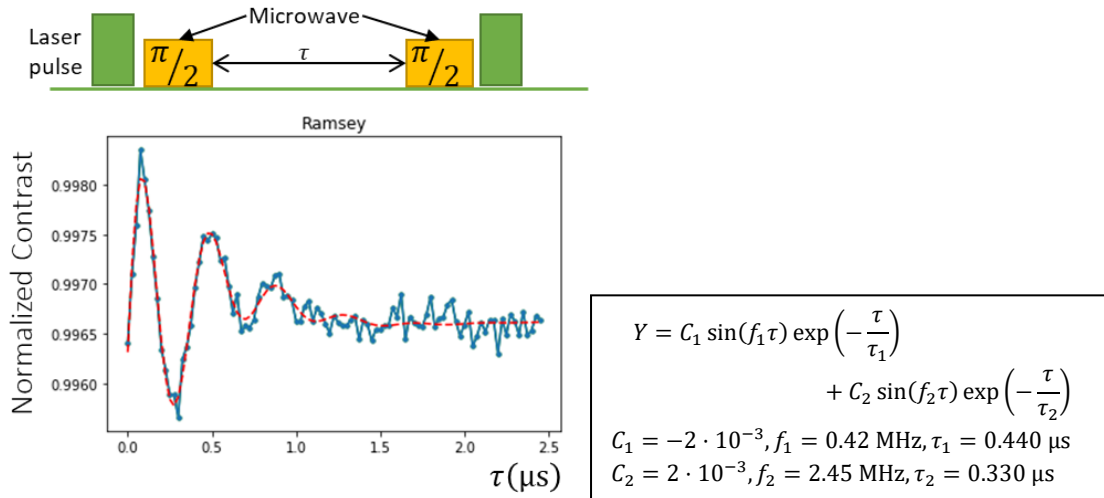 Microwave
Laser
pulse
π/2
τ
π/2
Ramsey
Normalized Contrast
0.9980
0.9975
0.9970
0.9965
0.9960
0.0
0.5
1.0
1.5
2.0
2.5
τ(μs)
Y = C₁ sin(f₁τ) exp(−τ/τ₁)
+ C₂ sin(f₂τ) exp(−τ/τ₂)
C₁ = −2 · 10⁻³, f₁ = 0.42 MHz, τ₁ = 0.440 μs
C₂ = 2 · 10⁻³, f₂ = 2.45 MHz, τ₂ = 0.330 μs